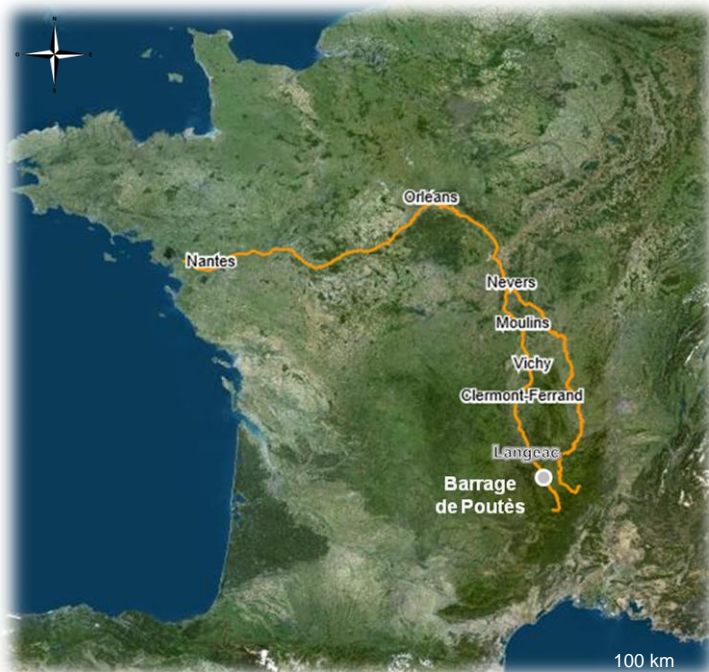 N
O
E
S
Orléans
Nantes
Nevers
Moulins
Vichy
Clermont-Ferrand
Langeac
Barrage
de Poutès
100 km